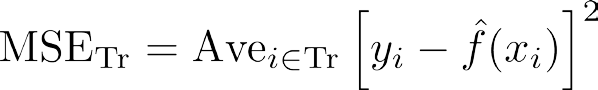 MSE_Tr = Ave_{i∈Tr} [y_i − f̂(x_i)]^2